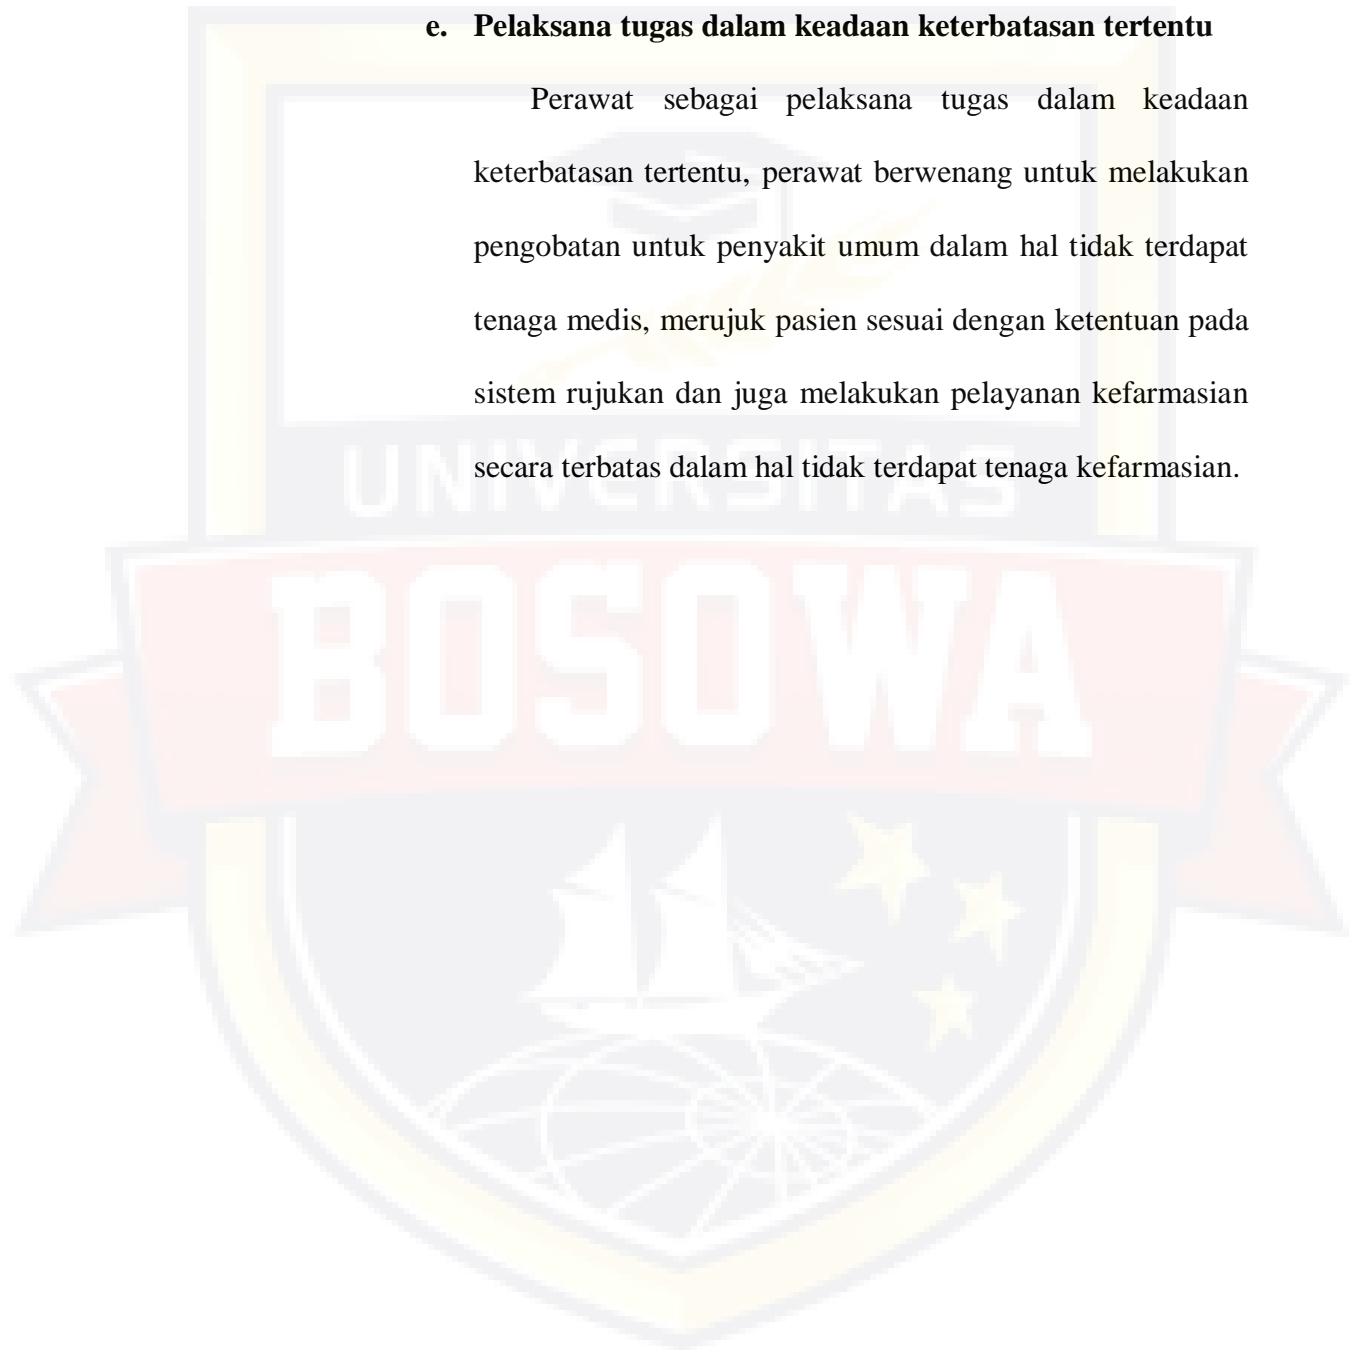 e. Pelaksana tugas dalam keadaan keterbatasan tertentu
Perawat sebagai pelaksana tugas dalam keadaan
keterbatasan tertentu, perawat berwenang untuk melakukan
pengobatan untuk penyakit umum dalam hal tidak terdapat
tenaga medis, merujuk pasien sesuai dengan ketentuan pada
sistem rujukan dan juga melakukan pelayanan kefarmasian
secara terbatas dalam hal tidak terdapat tenaga kefarmasian.
UNIVERSITAS
BOSOWA